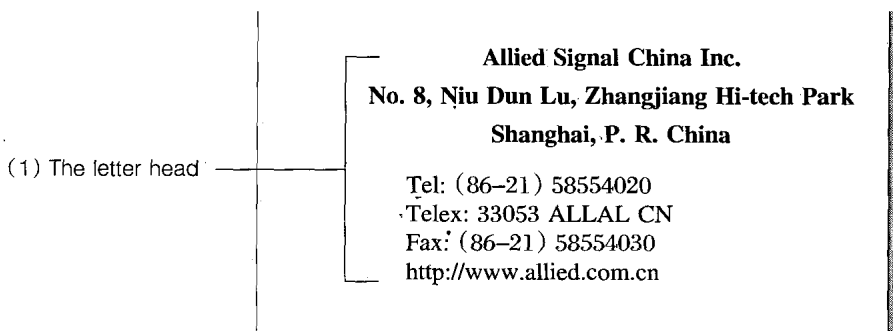 Allied Signal China Inc.
No. 8, Niu Dun Lu, Zhangjiang Hi-tech Park
Shanghai, P. R. China
(1) The letter head
Tel: (86–21) 58554020
Telex: 33053 ALLAL CN
Fax: (86–21) 58554030
http://www.allied.com.cn